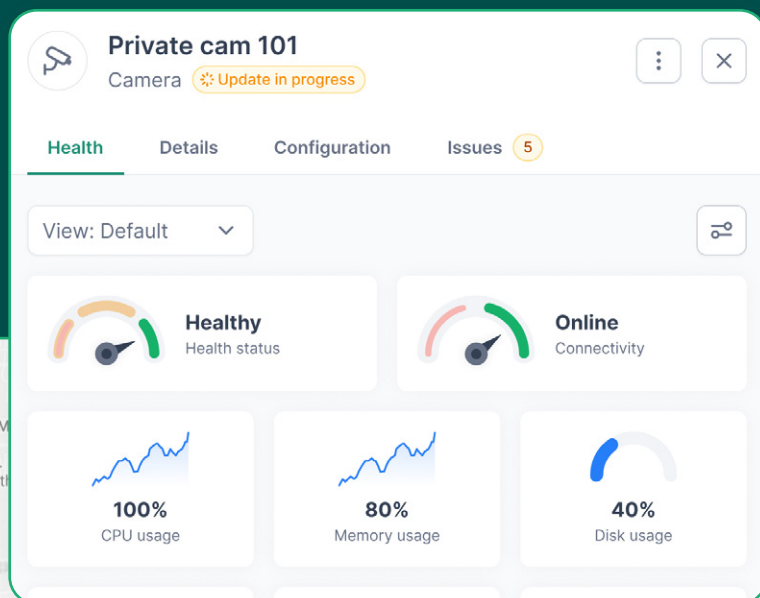 Private cam 101
Camera Update in progress
Health Details Configuration Issues 5
View: Default
Healthy
Health status
Online
Connectivity
100%
CPU usage
80%
Memory usage
40%
Disk usage